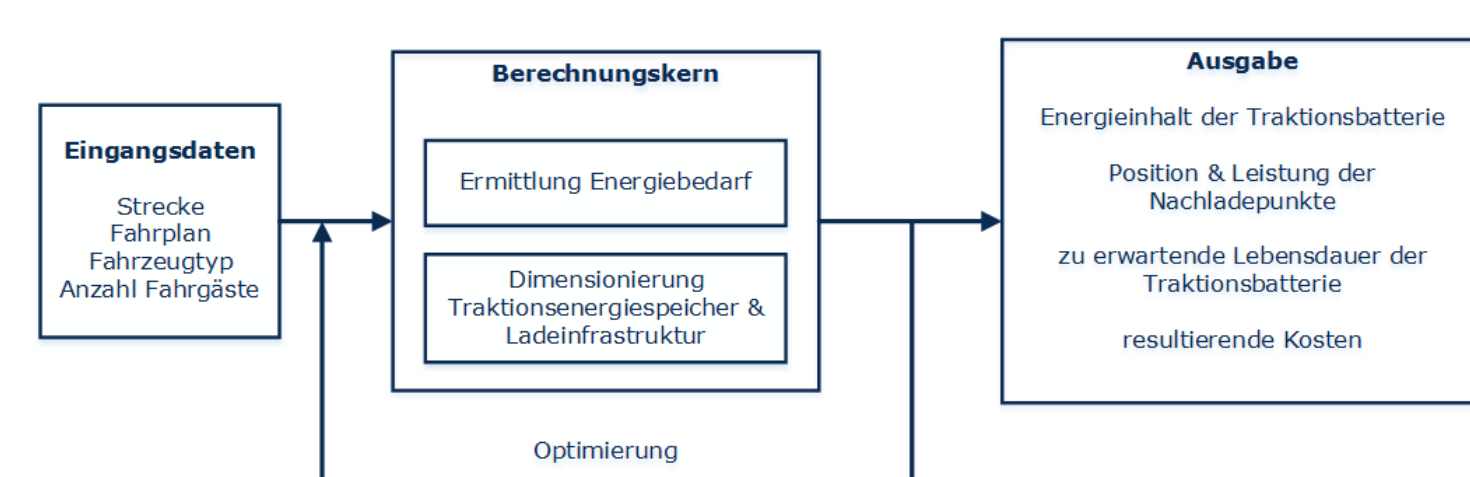 Eingangsdaten
Strecke
Fahrplan
Fahrzeugtyp
Anzahl Fahrgäste
Berechnungskern
Ermittlung Energiebedarf
Dimensionierung
Traktionsenergiespeicher &
Ladeinfrastruktur
Optimierung
Ausgabe
Energieinhalt der Traktionsbatterie
Position & Leistung der
Nachladepunkte
zu erwartende Lebensdauer der
Traktionsbatterie
resultierende Kosten